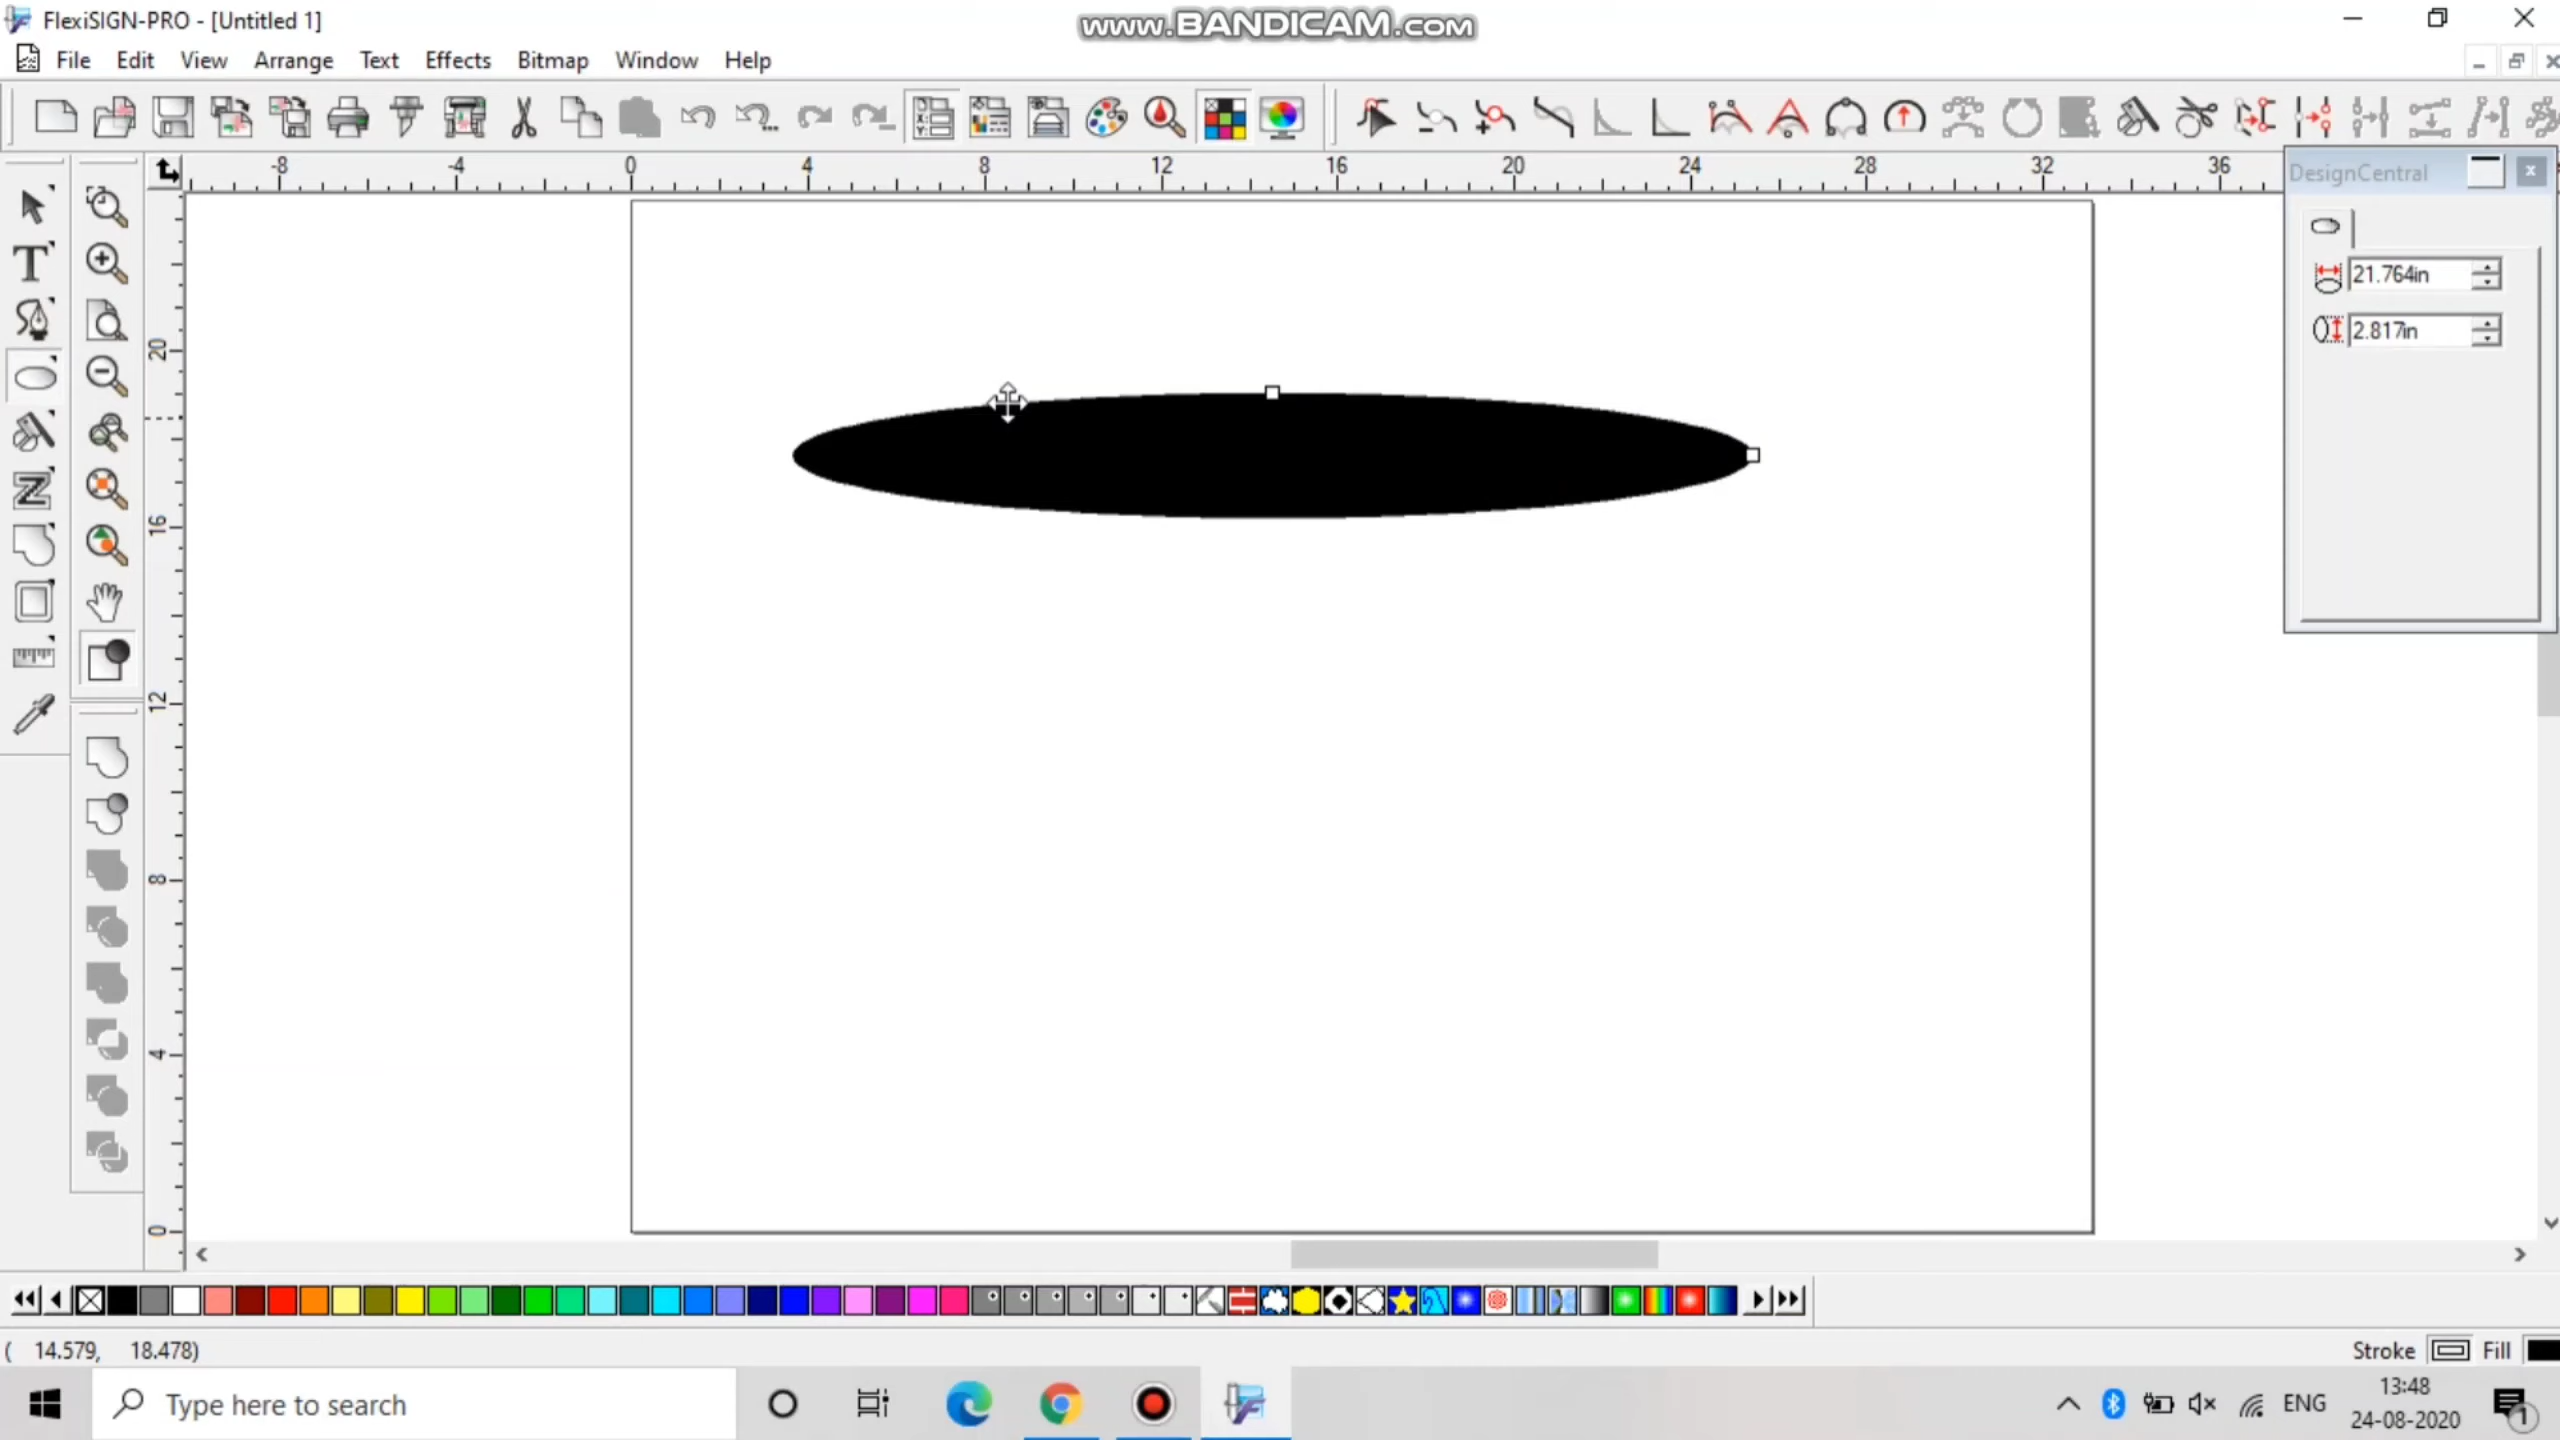 FlexiSIGN-PRO - [Untitled 1]
www.BANDICAM.com
File Edit View Arrange Text Effects Bitmap Window Help
-8 -4 0 4 8 12 16 20 24 28 32 36
DesignCentral
21.764in
2.817in
20
16
12
8
4
0
( 14.579, 18.478)
Stroke Fill
Type here to search
ENG
13:48
24-08-2020
1